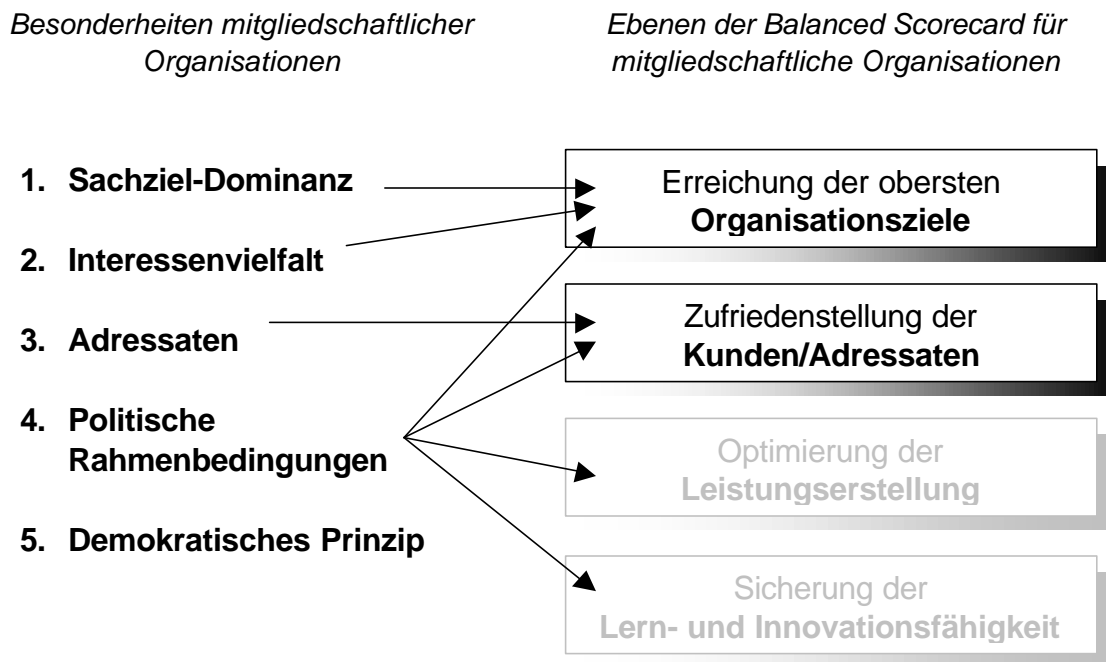 Besonderheiten mitgliedschaftlicher
Organisationen
Ebenen der Balanced Scorecard für
mitgliedschaftliche Organisationen
1. Sachziel-Dominanz
2. Interessenvielfalt
3. Adressaten
4. Politische
Rahmenbedingungen
5. Demokratisches Prinzip
Erreichung der obersten
Organisationsziele
Zufriedenstellung der
Kunden/Adressaten
Optimierung der
Leistungserstellung
Sicherung der
Lern- und Innovationsfähigkeit